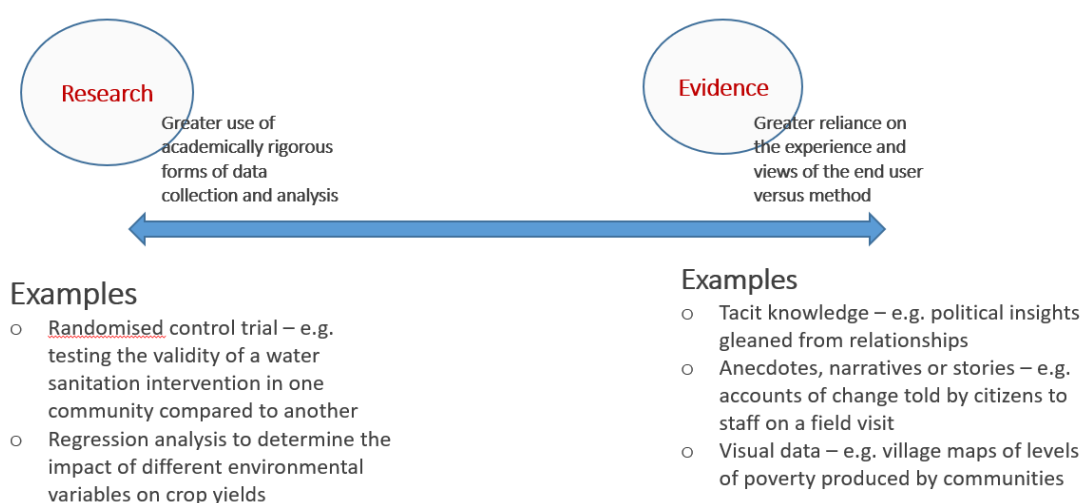 Research
Greater use of
academically rigorous
forms of data
collection and analysis
Evidence
Greater reliance on
the experience and
views of the end user
versus method
Examples
o Randomised control trial – e.g.
testing the validity of a water
sanitation intervention in one
community compared to another
o Regression analysis to determine the
impact of different environmental
variables on crop yields
Examples
o Tacit knowledge – e.g. political insights
gleaned from relationships
o Anecdotes, narratives or stories – e.g.
accounts of change told by citizens to
staff on a field visit
o Visual data – e.g. village maps of levels
of poverty produced by communities